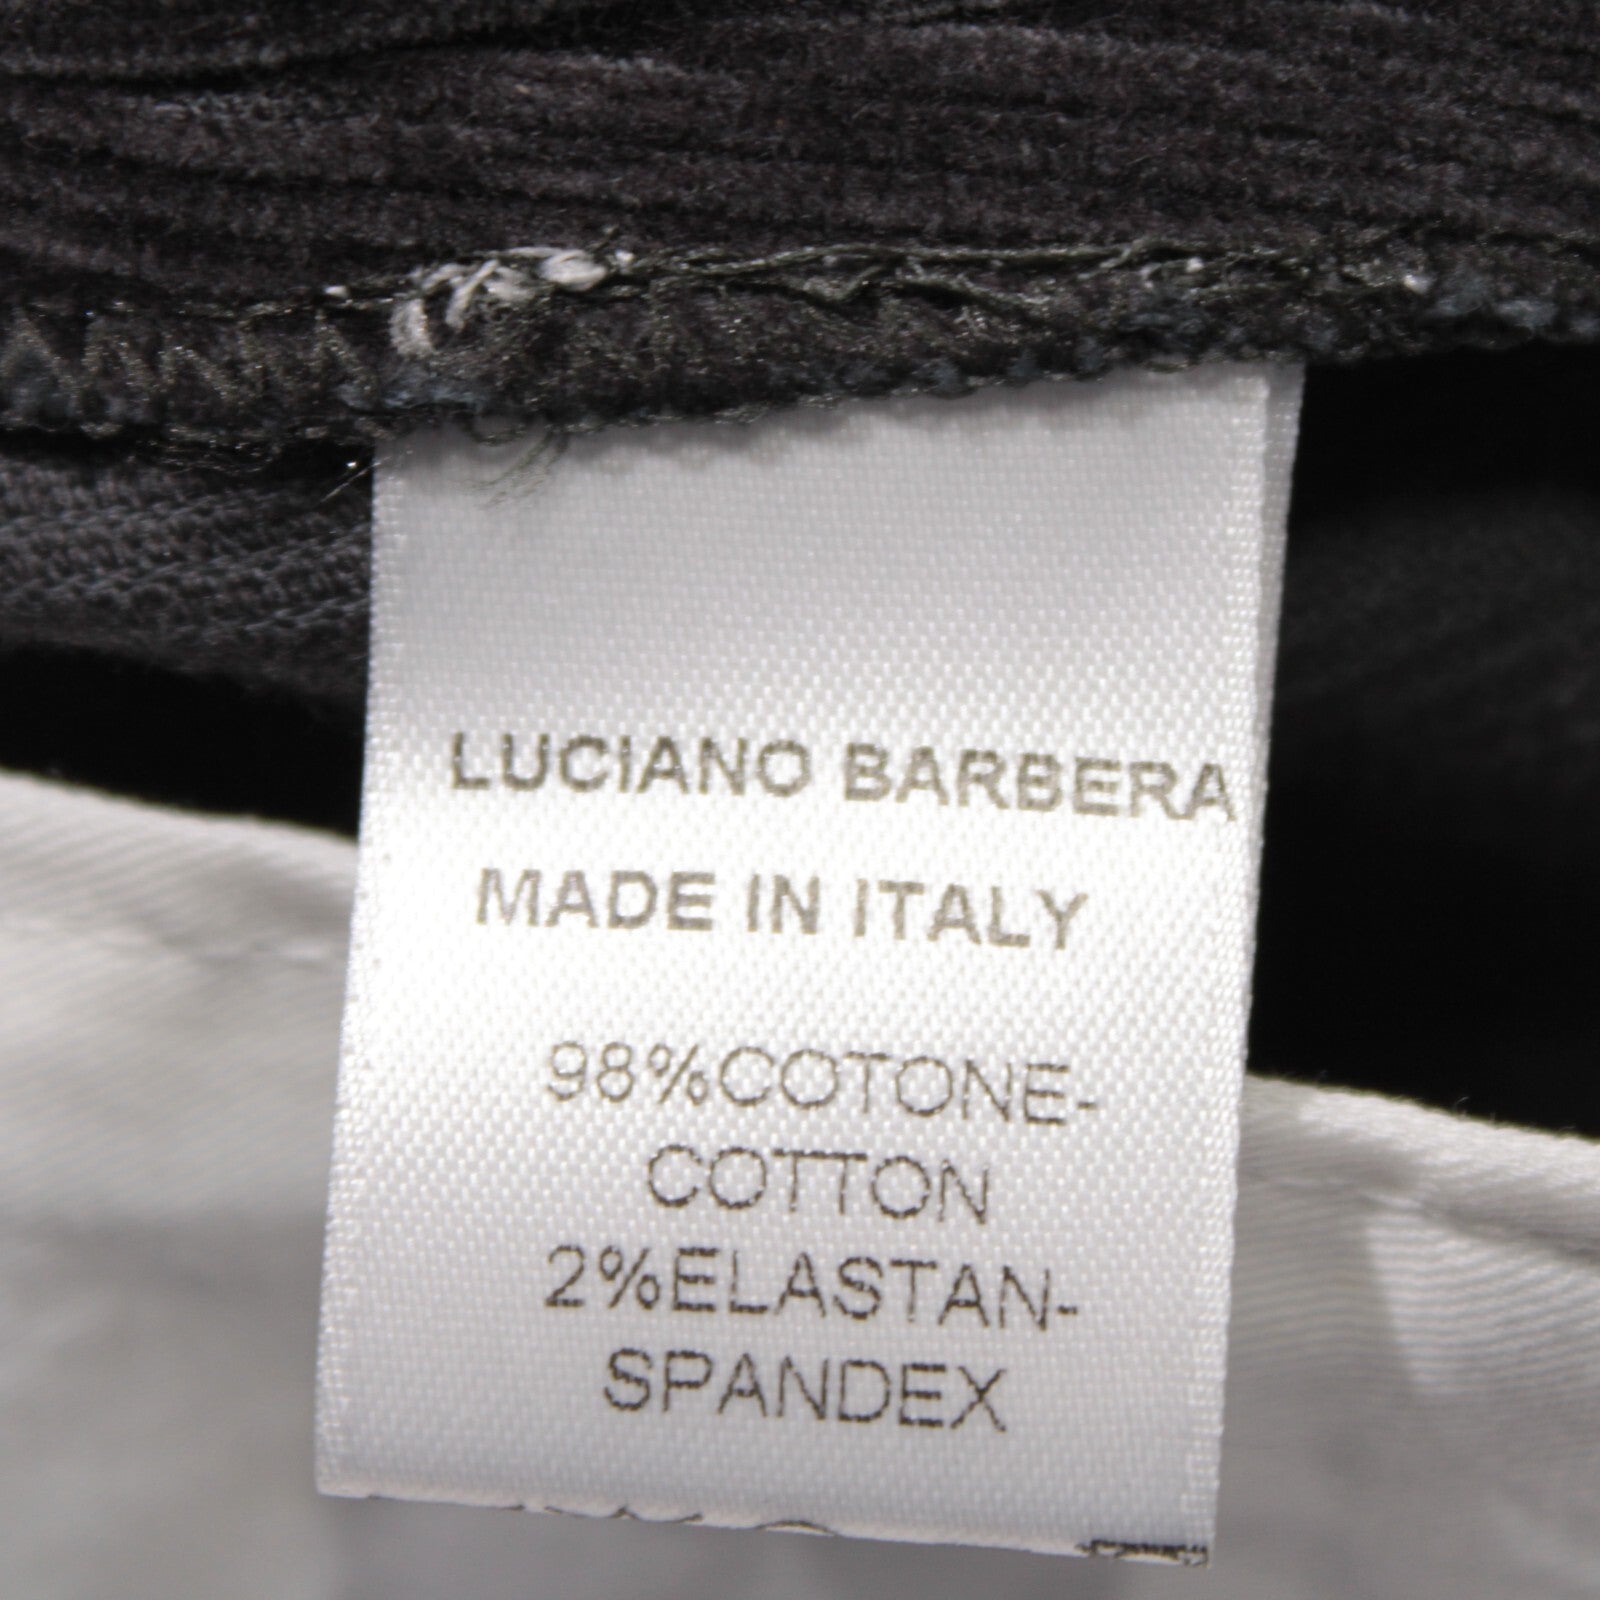 LUCIANO BARBERA
MADE IN ITALY
98%COTONE-
COTTON
2%ELASTAN-
SPANDEX